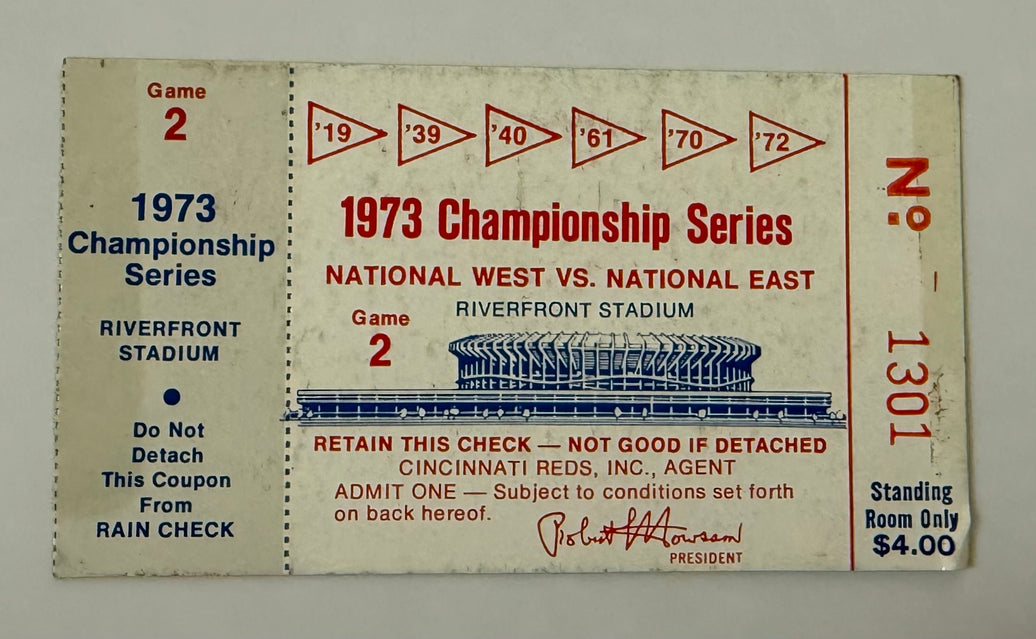 Game
2
1973
Championship
Series
RIVERFRONT
STADIUM
Do Not
Detach
This Coupon
From
RAIN CHECK
'19 '39 '40 '61 '70 '72
1973 Championship Series
NATIONAL WEST VS. NATIONAL EAST
RIVERFRONT STADIUM
Game
2
RETAIN THIS CHECK — NOT GOOD IF DETACHED
CINCINNATI REDS, INC., AGENT
ADMIT ONE — Subject to conditions set forth
on back hereof.
Robert L Howsam
PRESIDENT
No - 1301
Standing
Room Only
$4.00